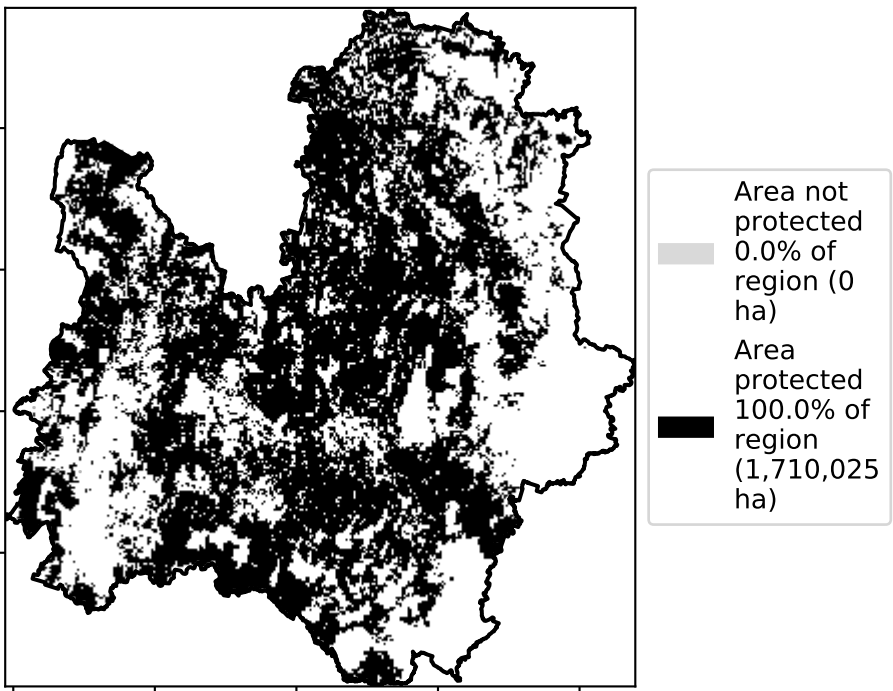 Area not
protected
0.0% of
region (0
ha)
Area
protected
100.0% of
region
(1,710,025
ha)